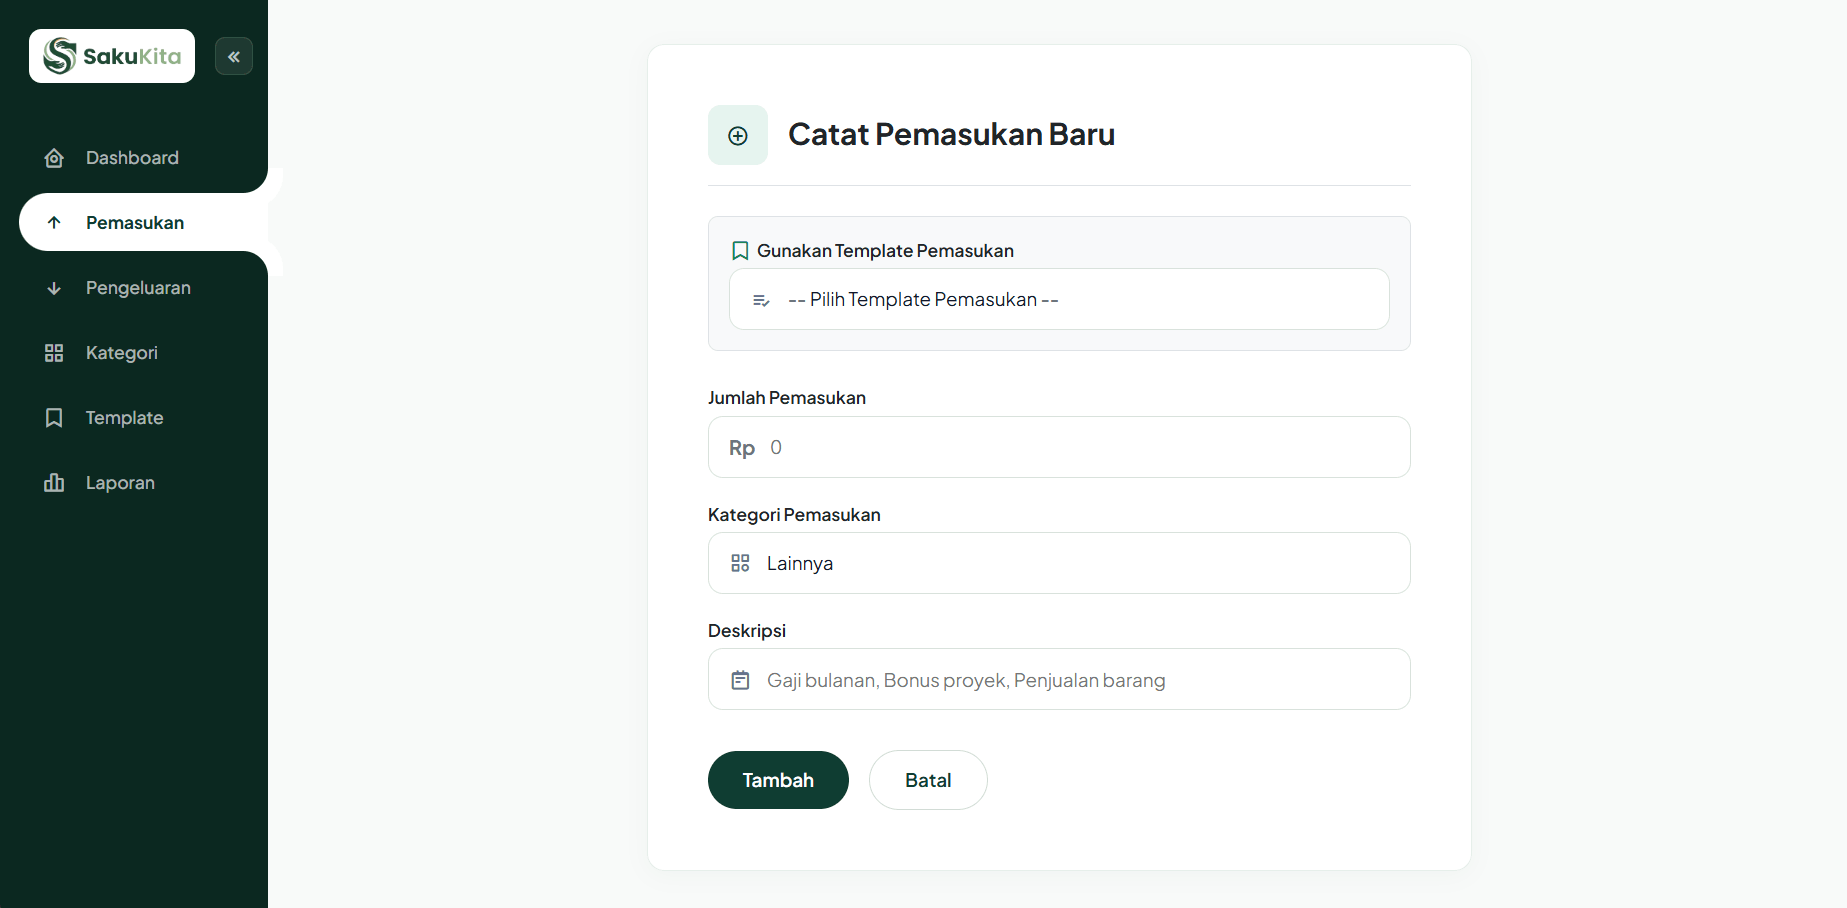 SakuKita
Dashboard
Pemasukan
Pengeluaran
Kategori
Template
Laporan
Catat Pemasukan Baru
Gunakan Template Pemasukan
-- Pilih Template Pemasukan --
Jumlah Pemasukan
Rp 0
Kategori Pemasukan
Lainnya
Deskripsi
Gaji bulanan, Bonus proyek, Penjualan barang
Tambah
Batal